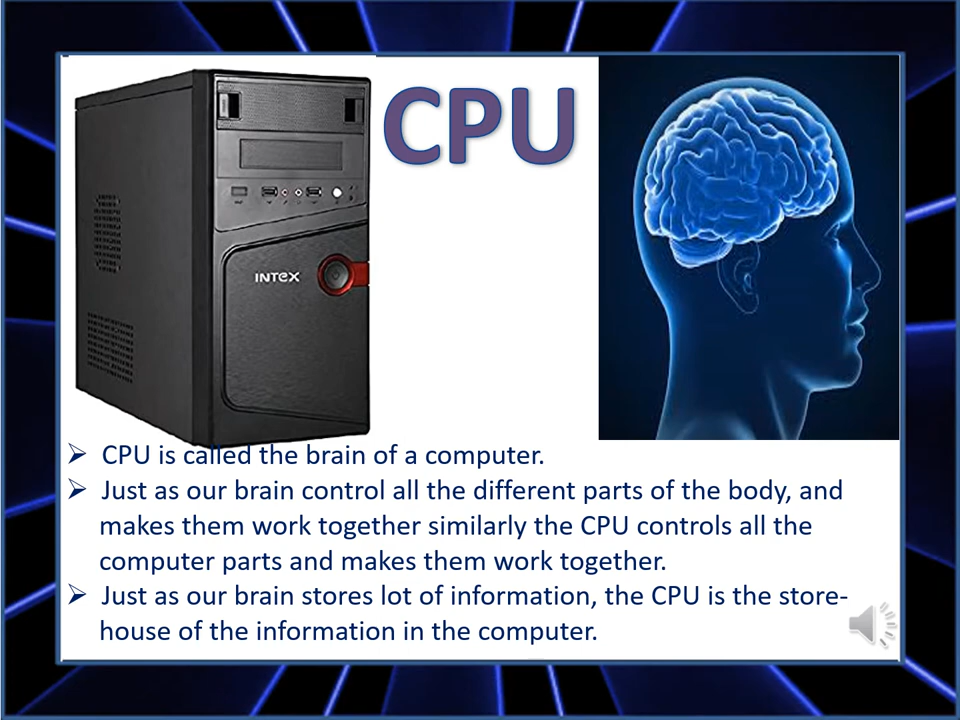 CPU
INTEX
➢ CPU is called the brain of a computer.
➢ Just as our brain control all the different parts of the body, and
makes them work together similarly the CPU controls all the
computer parts and makes them work together.
➢ Just as our brain stores lot of information, the CPU is the store-
house of the information in the computer.